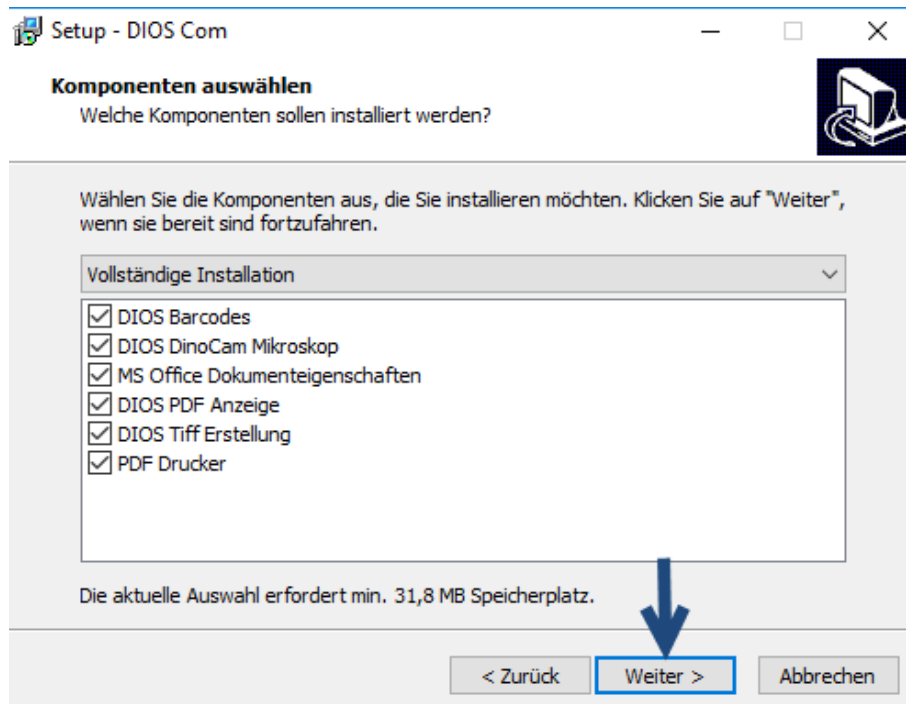 Setup - DIOS Com
Komponenten auswählen
Welche Komponenten sollen installiert werden?
Wählen Sie die Komponenten aus, die Sie installieren möchten. Klicken Sie auf "Weiter",
wenn sie bereit sind fortzufahren.
Vollständige Installation
DIOS Barcodes
DIOS DinoCam Mikroskop
MS Office Dokumenteigenschaften
DIOS PDF Anzeige
DIOS Tiff Erstellung
PDF Drucker
Die aktuelle Auswahl erfordert min. 31,8 MB Speicherplatz.
< Zurück Weiter > Abbrechen